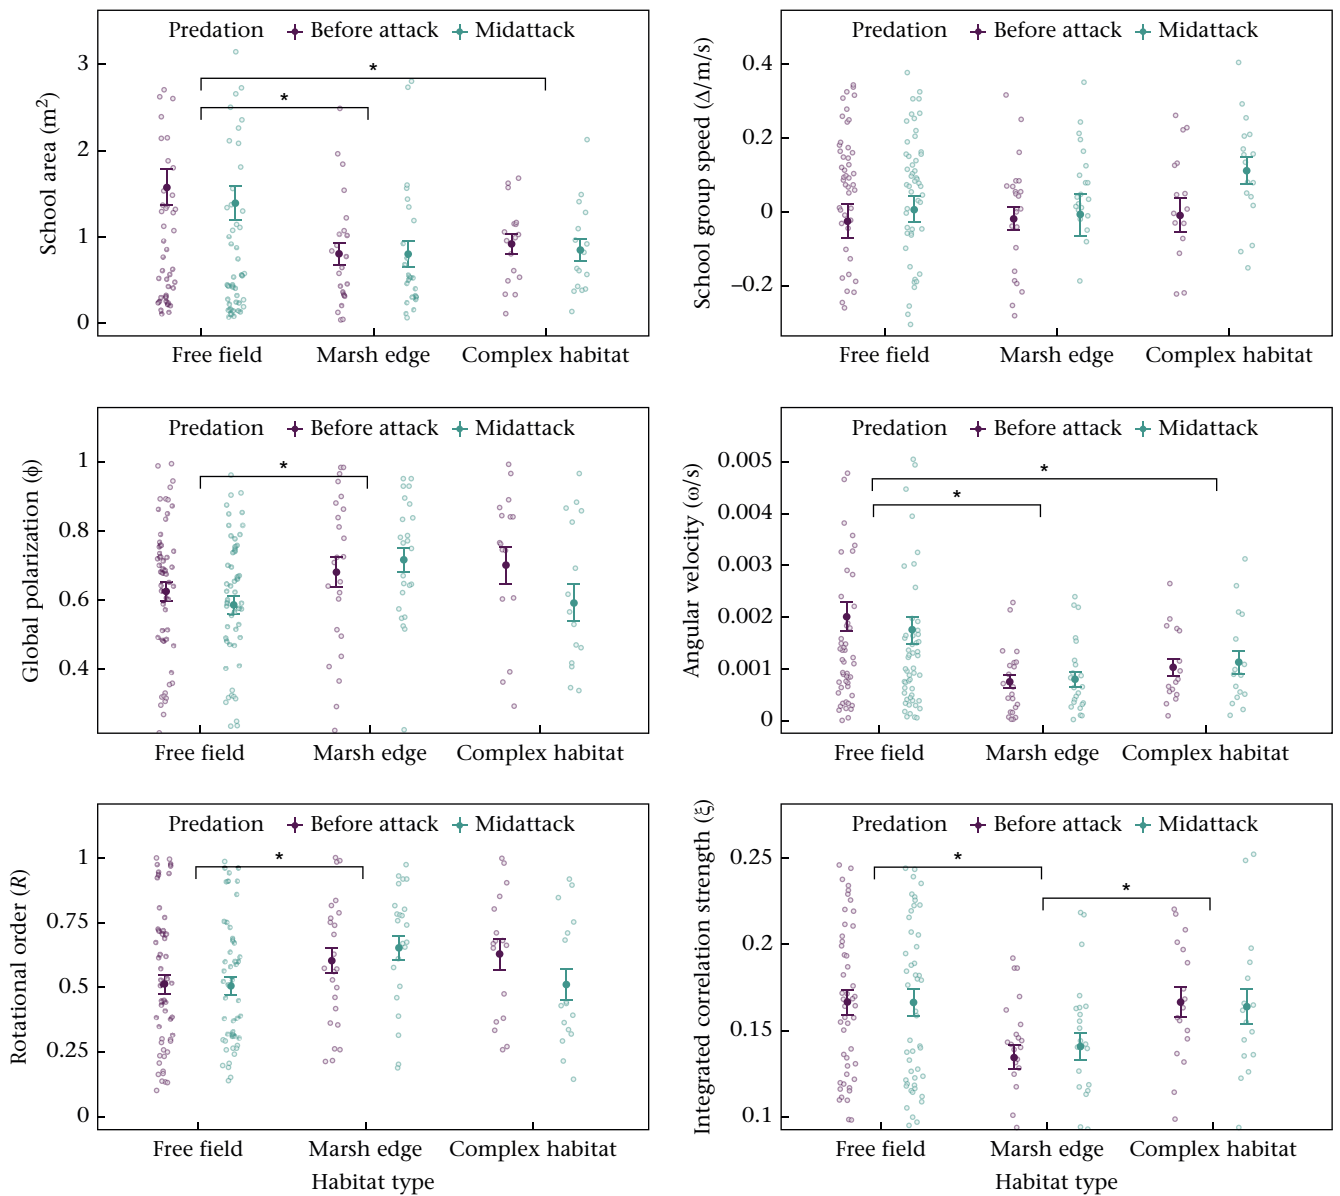 Predation Before attack Midattack
School area (m²)
3
2
1
0
*
*
Free field Marsh edge Complex habitat
Predation Before attack Midattack
School group speed (Δ/m/s)
0.4
0.2
0
–0.2
Free field Marsh edge Complex habitat
Predation Before attack Midattack
Global polarization (ϕ)
1
0.8
0.6
0.4
*
Free field Marsh edge Complex habitat
Predation Before attack Midattack
Angular velocity (ω/s)
0.005
0.004
0.003
0.002
0.001
0
*
*
Free field Marsh edge Complex habitat
Predation Before attack Midattack
Rotational order (R)
1
0.75
0.5
0.25
0
*
Free field Marsh edge Complex habitat
Habitat type
Predation Before attack Midattack
Integrated correlation strength (ξ)
0.25
0.2
0.15
0.1
*
*
Free field Marsh edge Complex habitat
Habitat type